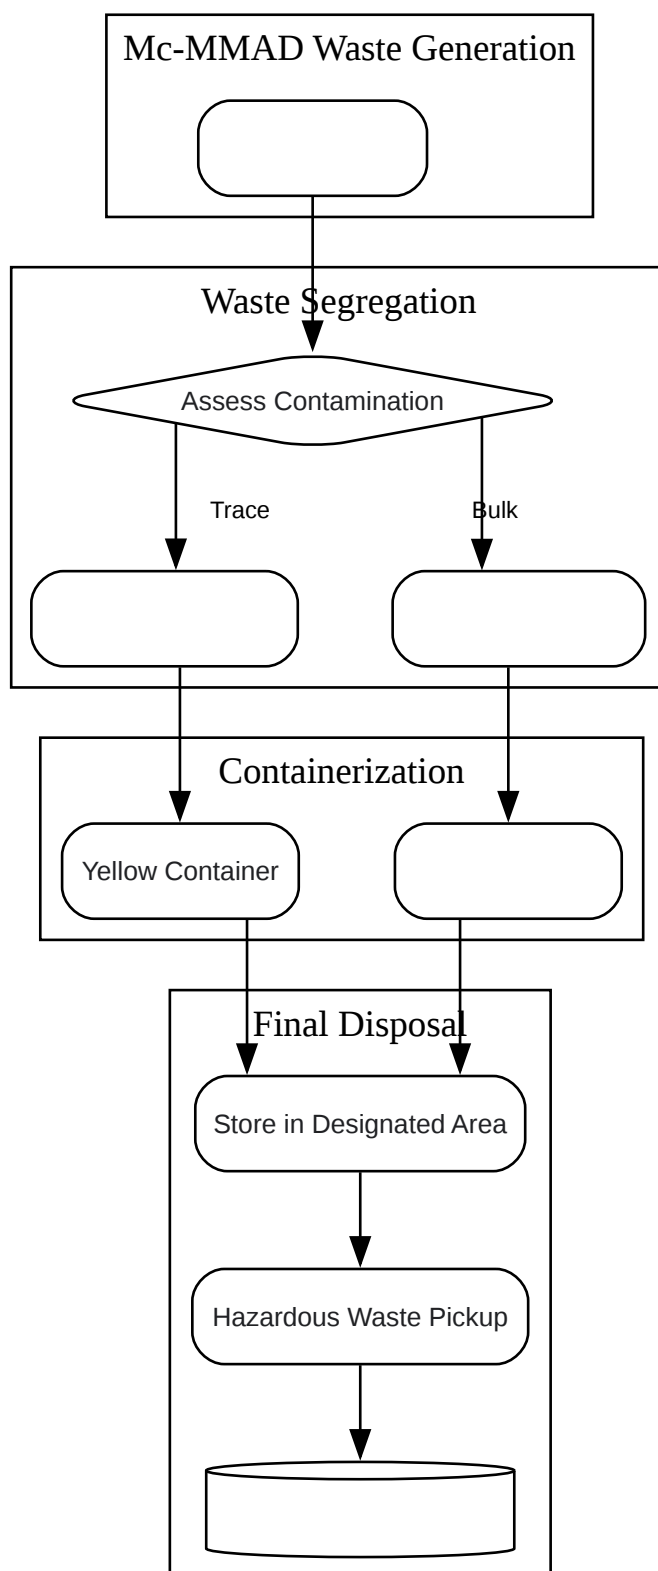 Mc-MMAD Waste Generation
Waste Segregation
Assess Contamination
Trace
Bulk
Containerization
Yellow Container
Final Disposal
Store in Designated Area
Hazardous Waste Pickup